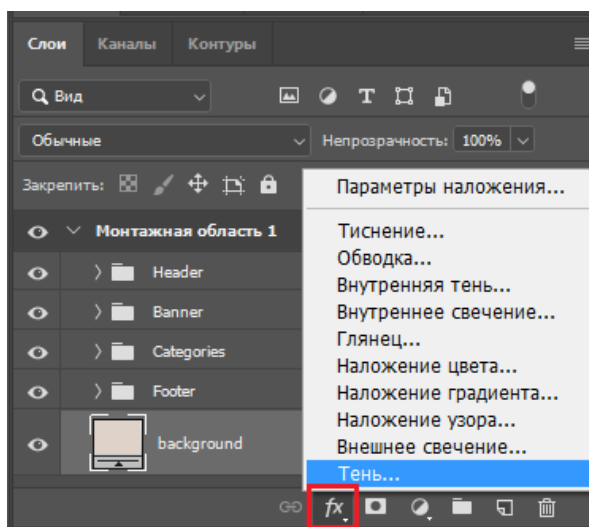 Слои Каналы Контуры
Вид
Обычные Непрозрачность: 100%
Закрепить:
Монтажная область 1
Header
Banner
Categories
Footer
background
Параметры наложения...
Тиснение...
Обводка...
Внутренняя тень...
Внутреннее свечение...
Глянец...
Наложение цвета...
Наложение градиента...
Наложение узора...
Внешнее свечение...
Тень...
fx